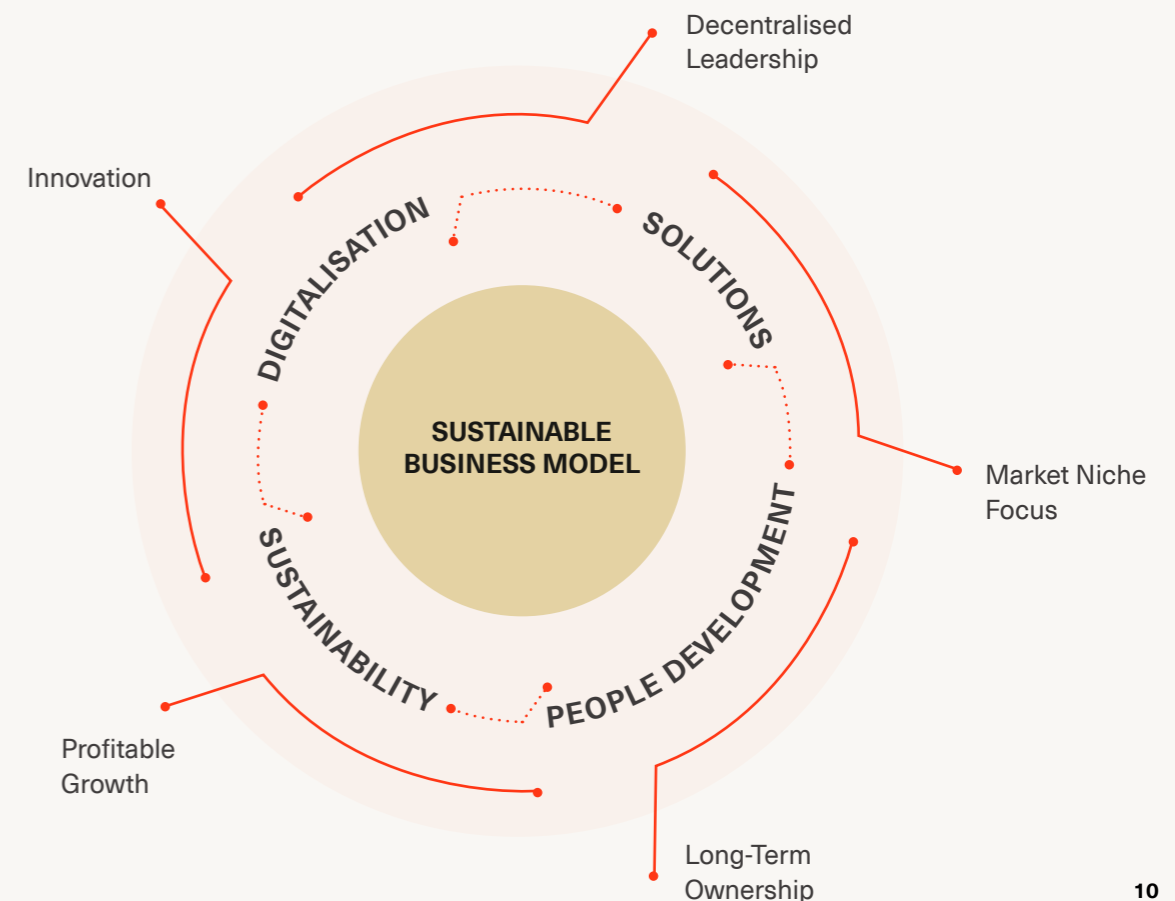 Decentralised
Leadership
Innovation
DIGITALISATION
SOLUTIONS
SUSTAINABLE
BUSINESS MODEL
Market Niche
Focus
SUSTAINABILITY
PEOPLE DEVELOPMENT
Profitable
Growth
Long-Term
Ownership
10